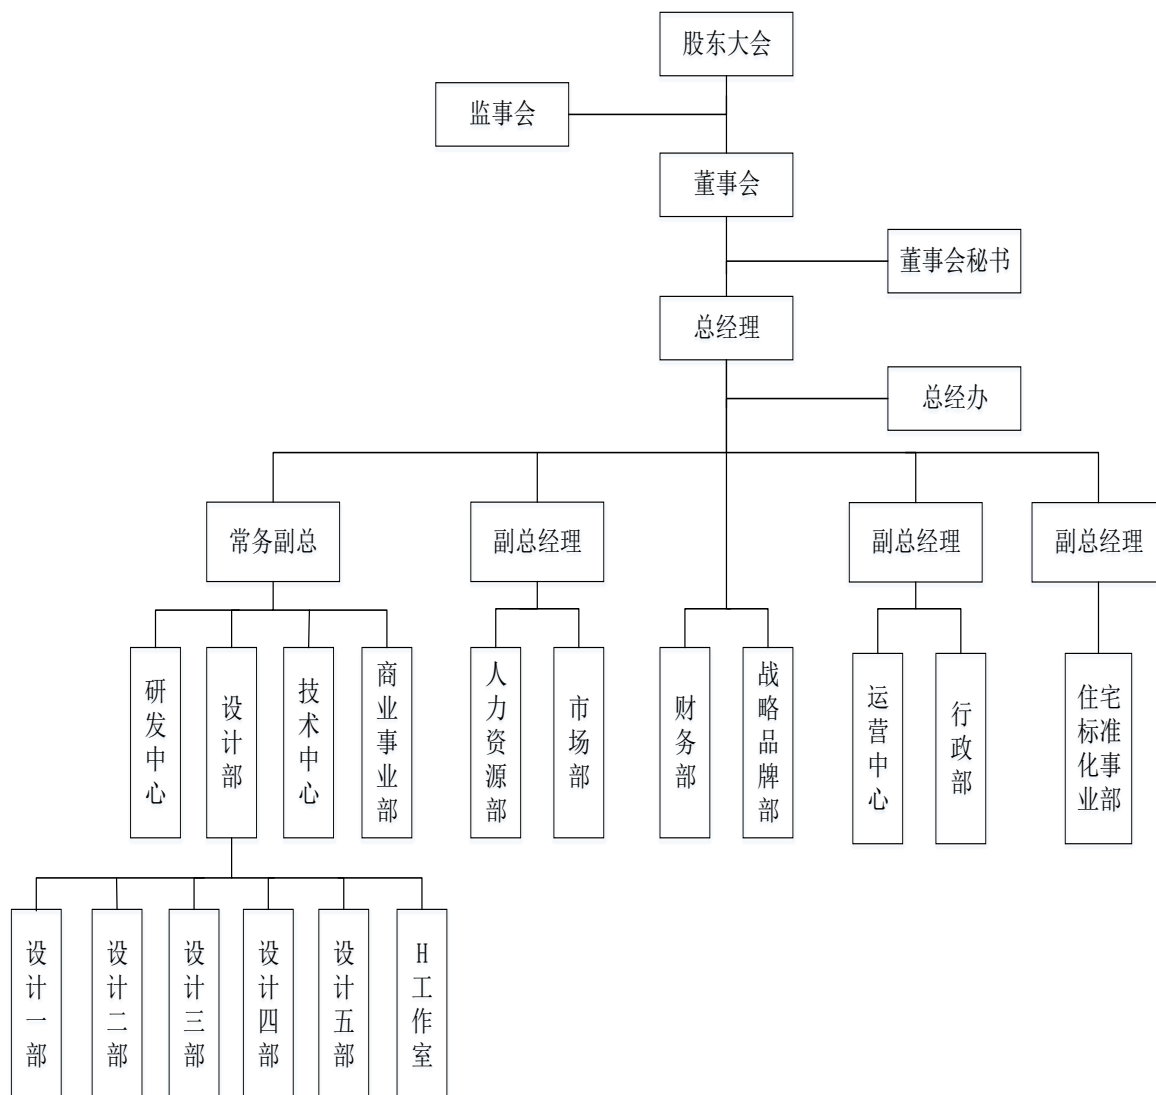 股东大会
监事会
董事会
董事会秘书
总经理
总经办
常务副总
副总经理
副总经理
副总经理
研发中心
设计部
技术中心
商业事业部
人力资源部
市场部
财务部
战略品牌部
运营中心
行政部
住宅标准化事业部
设计一部
设计二部
设计三部
设计四部
设计五部
H工作室